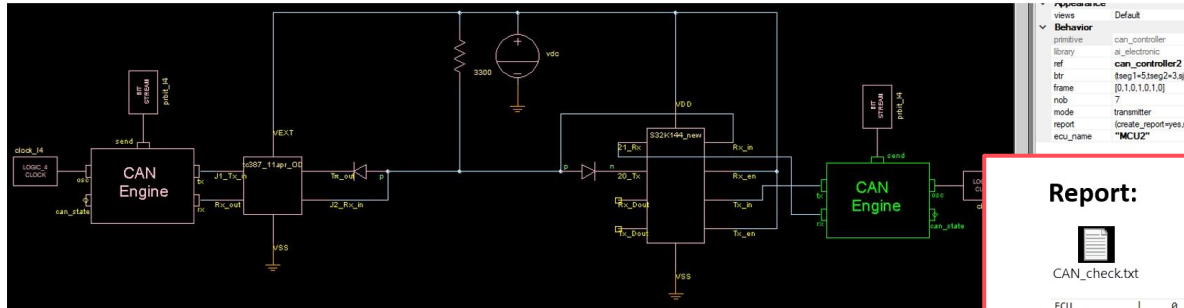 Appearance
views Default
Behavior
primitive can_controller
library ai_electronic
ref can_controller2
btr (tseg1=5,tseg2=3,sj
frame [0,1,0,1,0,1,0]
nob 7
mode transmitter
report (create_report=yes,
ecu_name "MCU2"
vdc
3300
BIT STREAM
prbit_l4
send
clock_l4
LOGIC_4 CLOCK
osc
CAN Engine
tx
rx
can_state
VEXT
tc387_11apr_OD
J1_Tx_in
Rx_out
Tx_out
J2_Rx_in
VSS
p
p
p
n
VDD
S32K144_new
21_Rx
20_Tx
Rx_Dout
Tx_Dout
Rx_in
Rx_en
Tx_in
Tx_en
VSS
BIT STREAM
prbit_l4
send
tx
rx
CAN Engine
osc
can_state
Report:
CAN_check.txt
ECU | 0